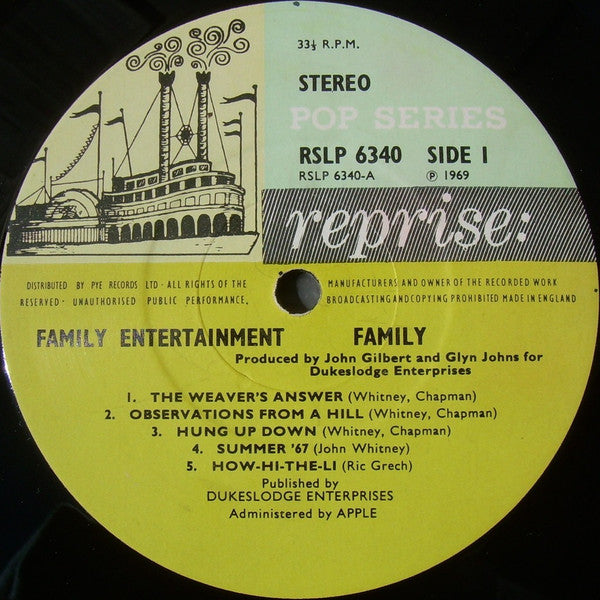 33⅓ R.P.M.
STEREO
POP SERIES
RSLP 6340 SIDE 1
RSLP 6340-A ℗ 1969
reprise:
DISTRIBUTED BY PYE RECORDS LTD · ALL RIGHTS OF THE MANUFACTURERS AND OWNER OF THE RECORDED WORK
RESERVED · UNAUTHORISED PUBLIC PERFORMANCE, BROADCASTING AND COPYING PROHIBITED MADE IN ENGLAND
FAMILY ENTERTAINMENT FAMILY
Produced by John Gilbert and Glyn Johns for
Dukeslodge Enterprises
1. THE WEAVER'S ANSWER (Whitney, Chapman)
2. OBSERVATIONS FROM A HILL (Whitney, Chapman)
3. HUNG UP DOWN (Whitney, Chapman)
4. SUMMER '67 (John Whitney)
5. HOW-HI-THE-LI (Ric Grech)
Published by
DUKESLODGE ENTERPRISES
Administered by APPLE